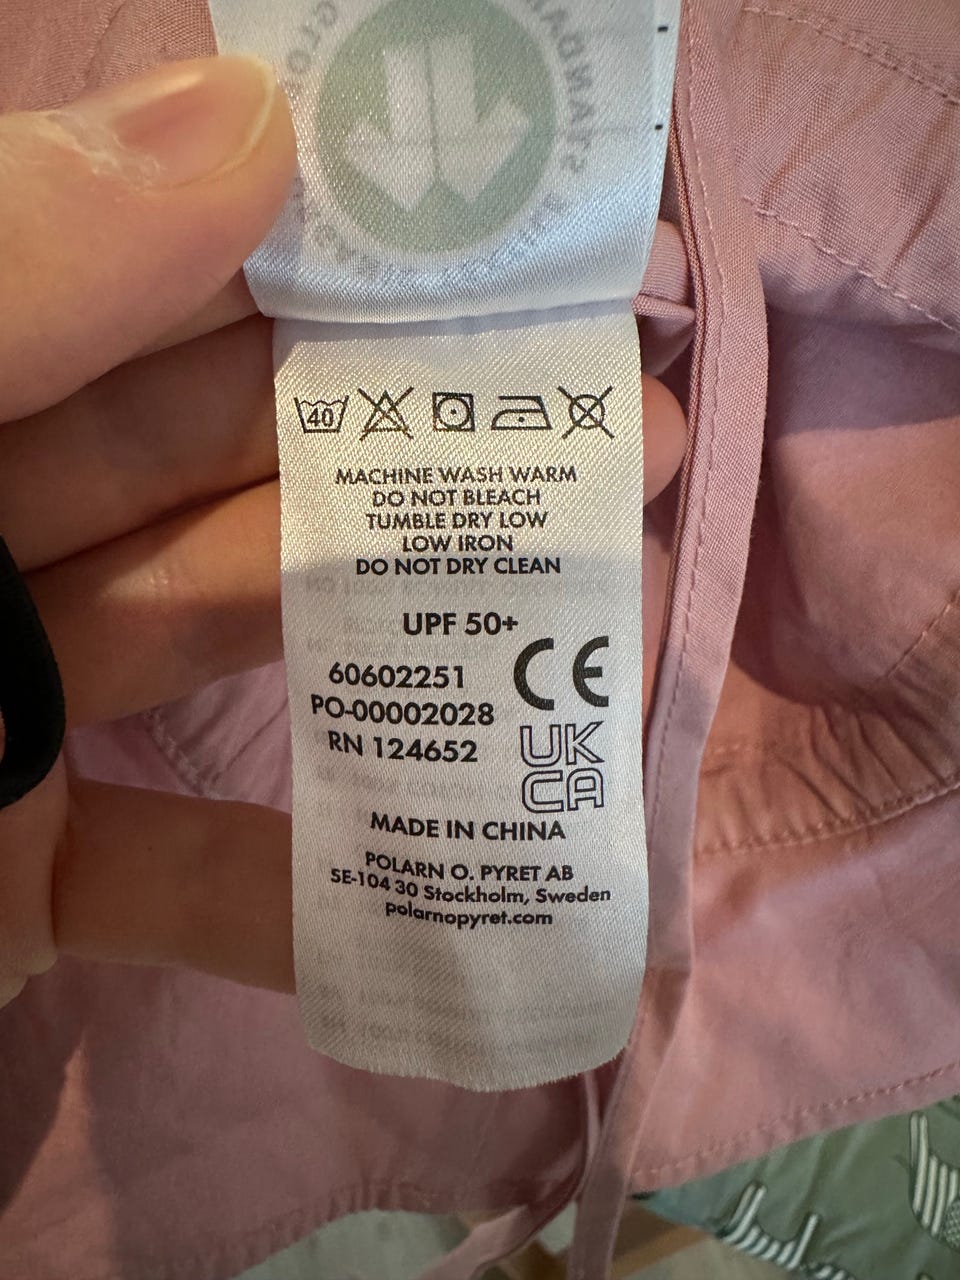 40
MACHINE WASH WARM
DO NOT BLEACH
TUMBLE DRY LOW
LOW IRON
DO NOT DRY CLEAN
UPF 50+
60602251
PO-00002028
RN 124652
CE
UK
CA
MADE IN CHINA
POLARN O. PYRET AB
SE-104 30 Stockholm, Sweden
polarnopyret.com